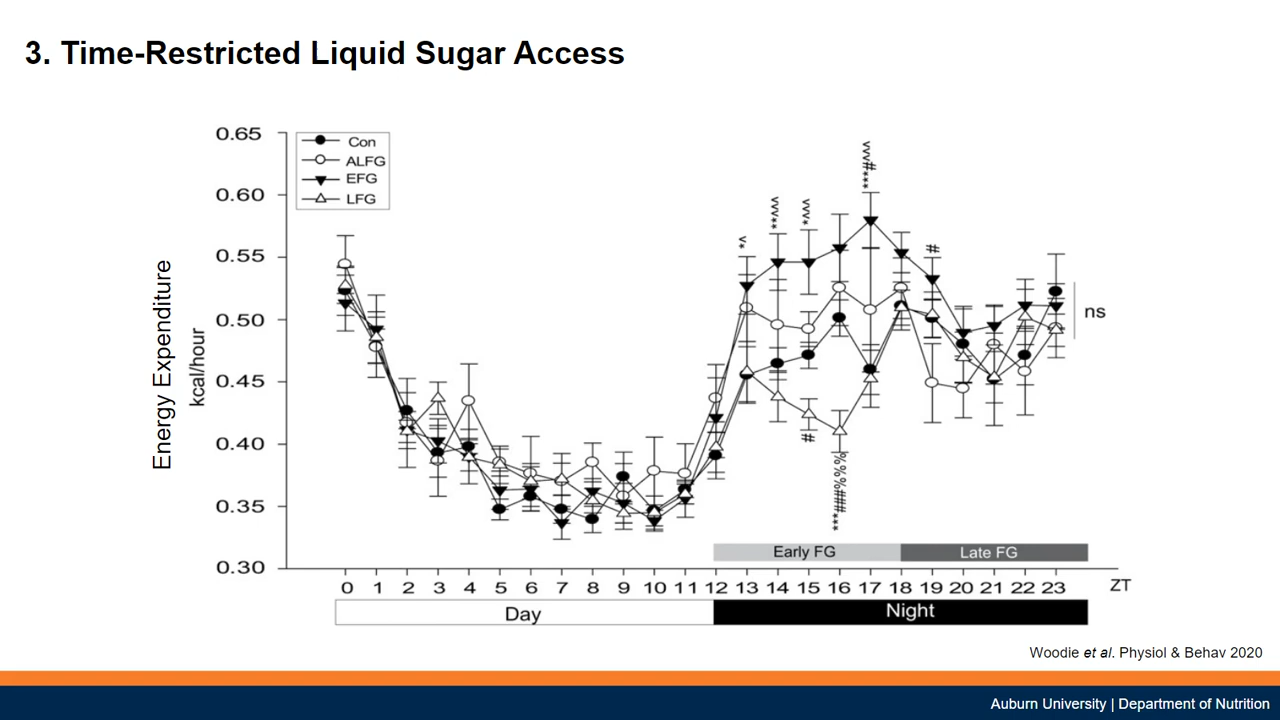 3. Time-Restricted Liquid Sugar Access
Energy Expenditure
kcal/hour
0.65
0.60
0.55
0.50
0.45
0.40
0.35
0.30
Con
ALFG
EFG
LFG
*^
**^^^
*^^^
***#^^^
#
#
***###%%%
ns
Early FG
Late FG
0 1 2 3 4 5 6 7 8 9 10 11 12 13 14 15 16 17 18 19 20 21 22 23 ZT
Day
Night
Woodie et al. Physiol & Behav 2020
Auburn University | Department of Nutrition